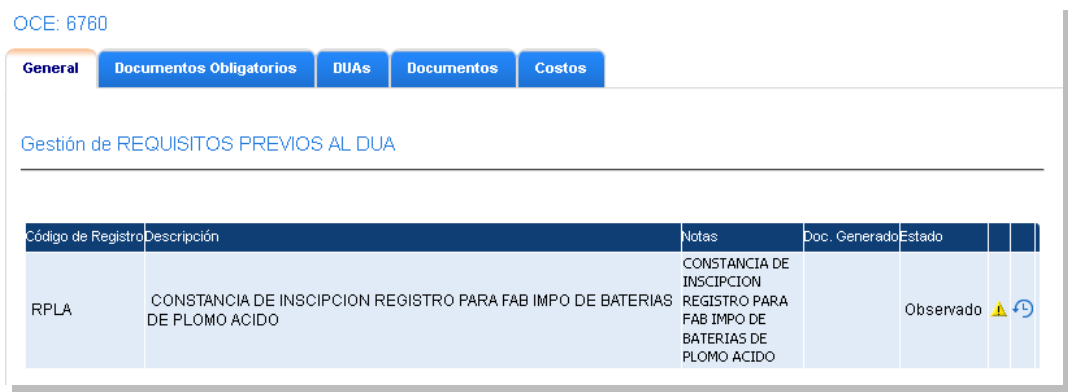 OCE: 6760
General Documentos Obligatorios DUAs Documentos Costos
Gestión de REQUISITOS PREVIOS AL DUA
Código de Registro Descripción Notas Doc. Generado Estado
RPLA
CONSTANCIA DE INSCIPCION REGISTRO PARA FAB IMPO DE BATERIAS
DE PLOMO ACIDO
CONSTANCIA DE
INSCIPCION
REGISTRO PARA
FAB IMPO DE
BATERIAS DE
PLOMO ACIDO
Observado